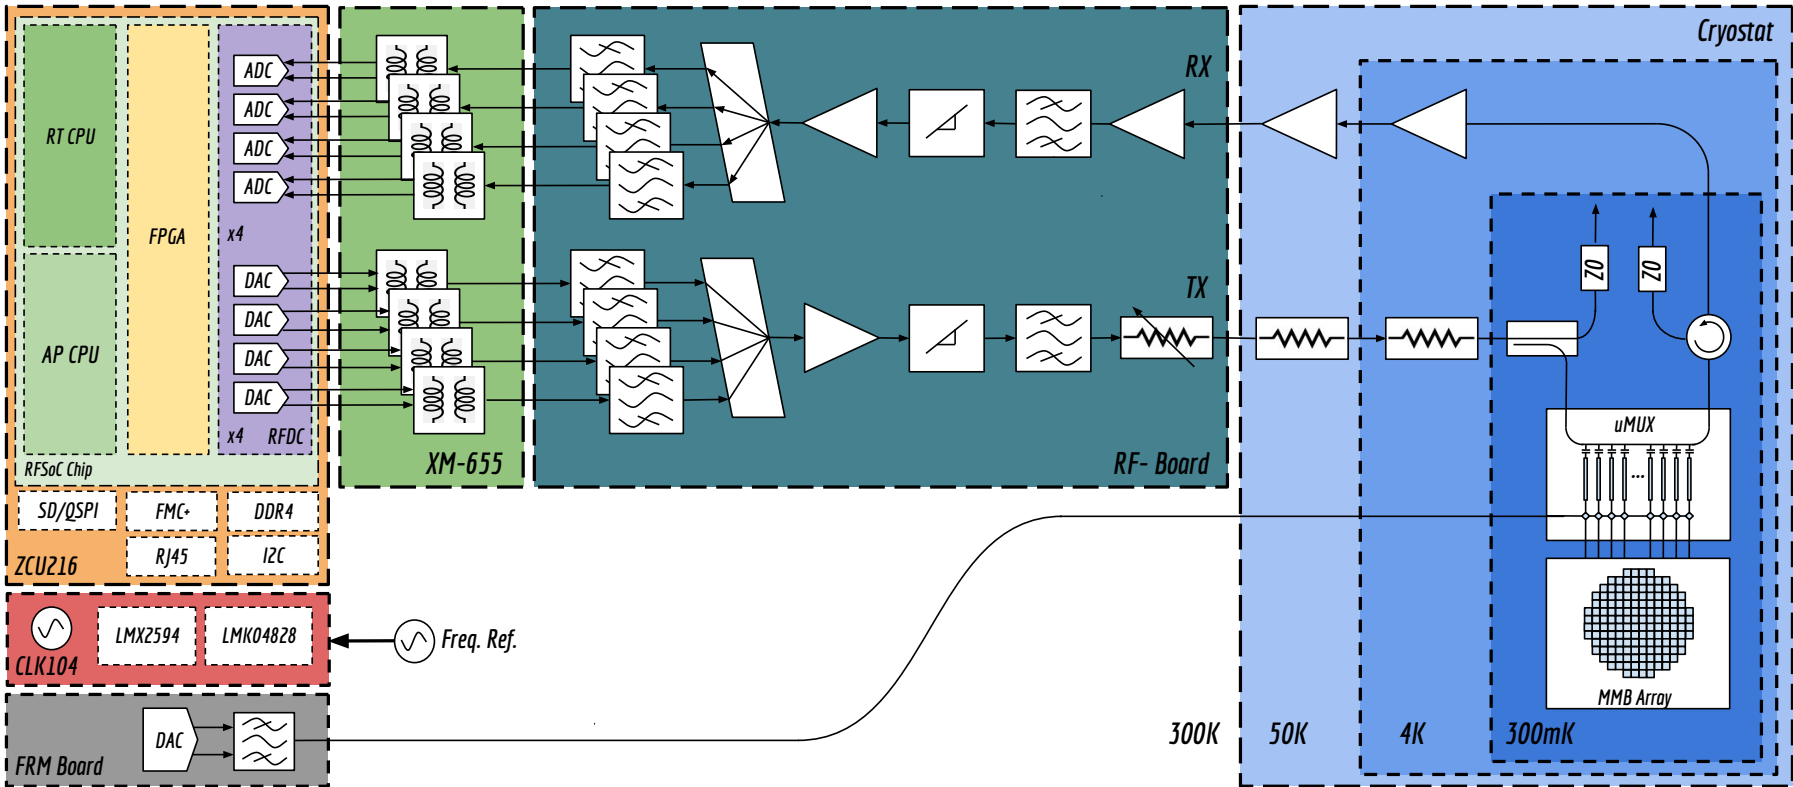 RT CPU
AP CPU
FPGA
ADC
ADC
ADC
ADC
x4
DAC
DAC
DAC
DAC
x4 RFDC
RFSoC Chip
SD/QSPI FMC+ DDR4
RJ45 I2C
ZCU216
XM-655
RX
TX
RF- Board
Cryostat
ZO
ZO
uMUX
...
MMB Array
300K 50K 4K 300mK
LMX2594 LMK04828
CLK104
Freq. Ref.
DAC
FRM Board